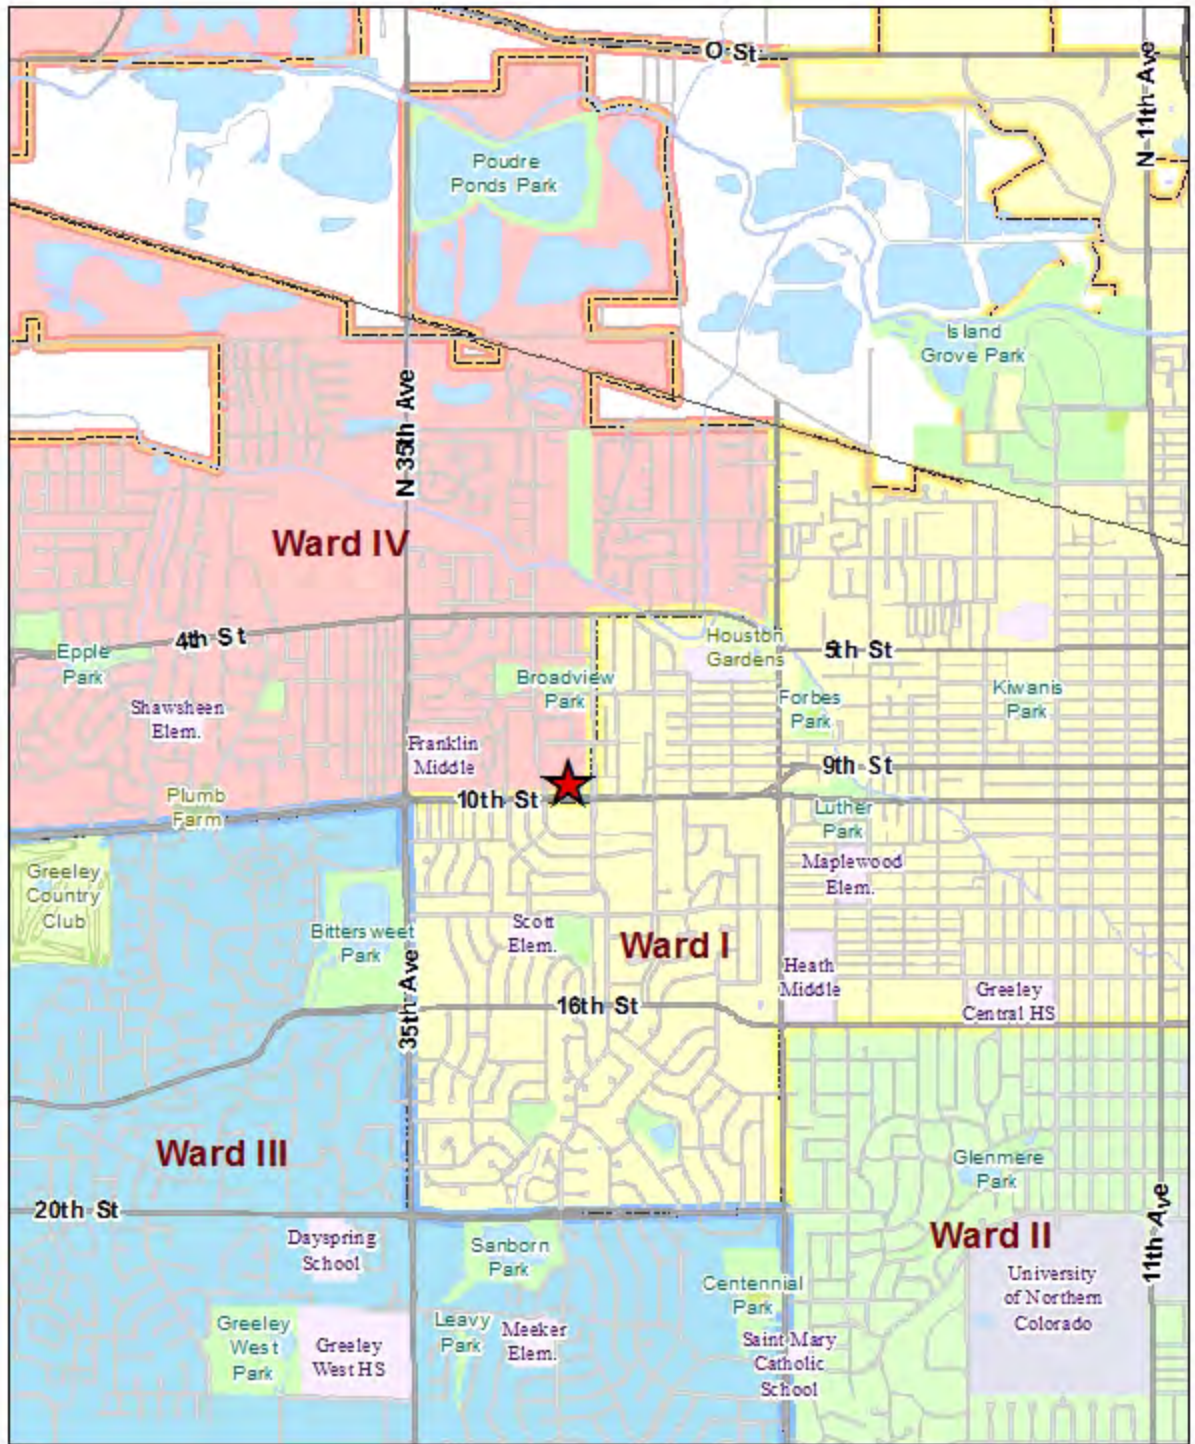 O St
N 11th Ave
Poudre
Ponds Park
Island
Grove Park
N 35th Ave
Ward IV
4th St
Epple
Park
Shawsheen
Elem.
Broadview
Park
Houston
Gardens
5th St
Forbes
Park
Kiwanis
Park
Franklin
Middle
9th St
10th St
Plumb
Farm
Luther
Park
Maplewood
Elem.
Greeley
Country
Club
Bittersweet
Park
Scott
Elem.
Ward I
Heath
Middle
Greeley
Central HS
35th Ave
16th St
Ward III
Glenmere
Park
20th St
Ward II
11th Ave
Dayspring
School
Sanborn
Park
University
of Northern
Colorado
Centennial
Park
Greeley
West
Park
Greeley
West HS
Leavy
Park
Meeker
Elem.
Saint Mary
Catholic
School